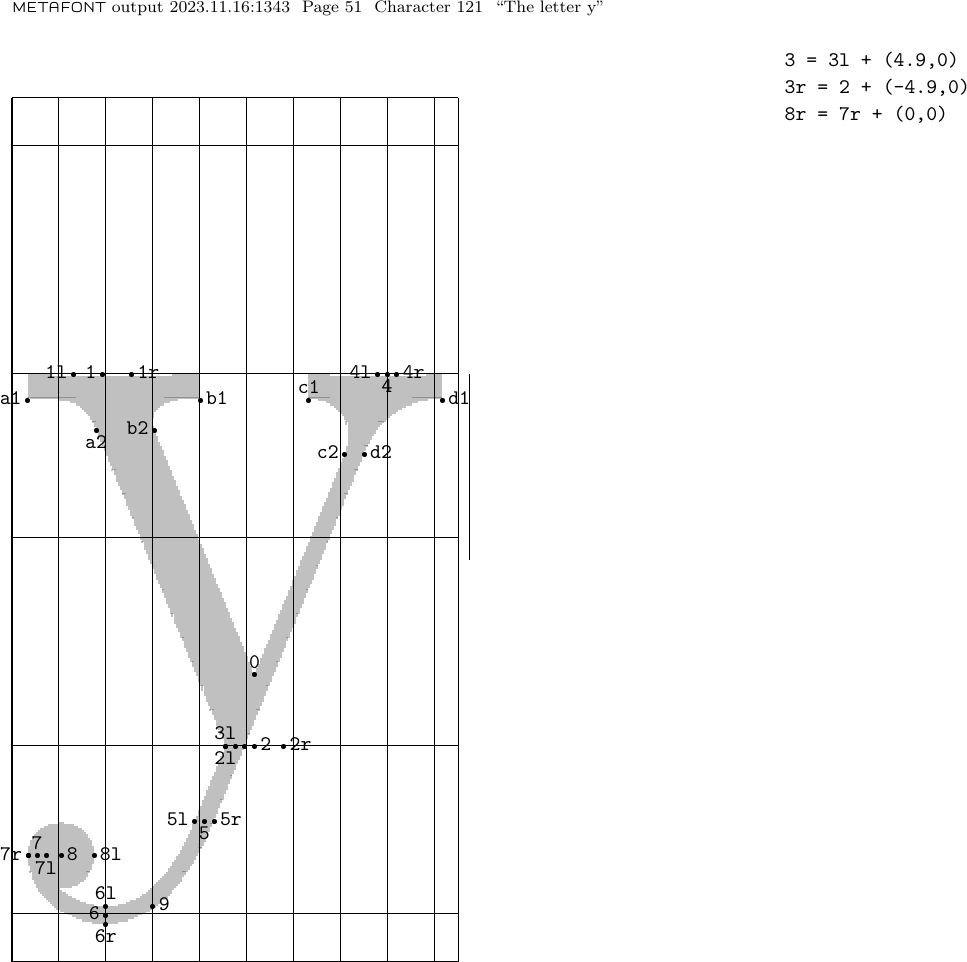 METAFONT output 2023.11.16:1343 Page 51 Character 121 “The letter y”
3 = 3l + (4.9,0)
3r = 2 + (-4.9,0)
8r = 7r + (0,0)
1l 1 1r 4l 4 4r
a1 b1 c1 d1
a2 b2 c2 d2
0
3l
2l 2 2r
5l 5 5r
7r 7 7l 8 8l
6l
6 9
6r